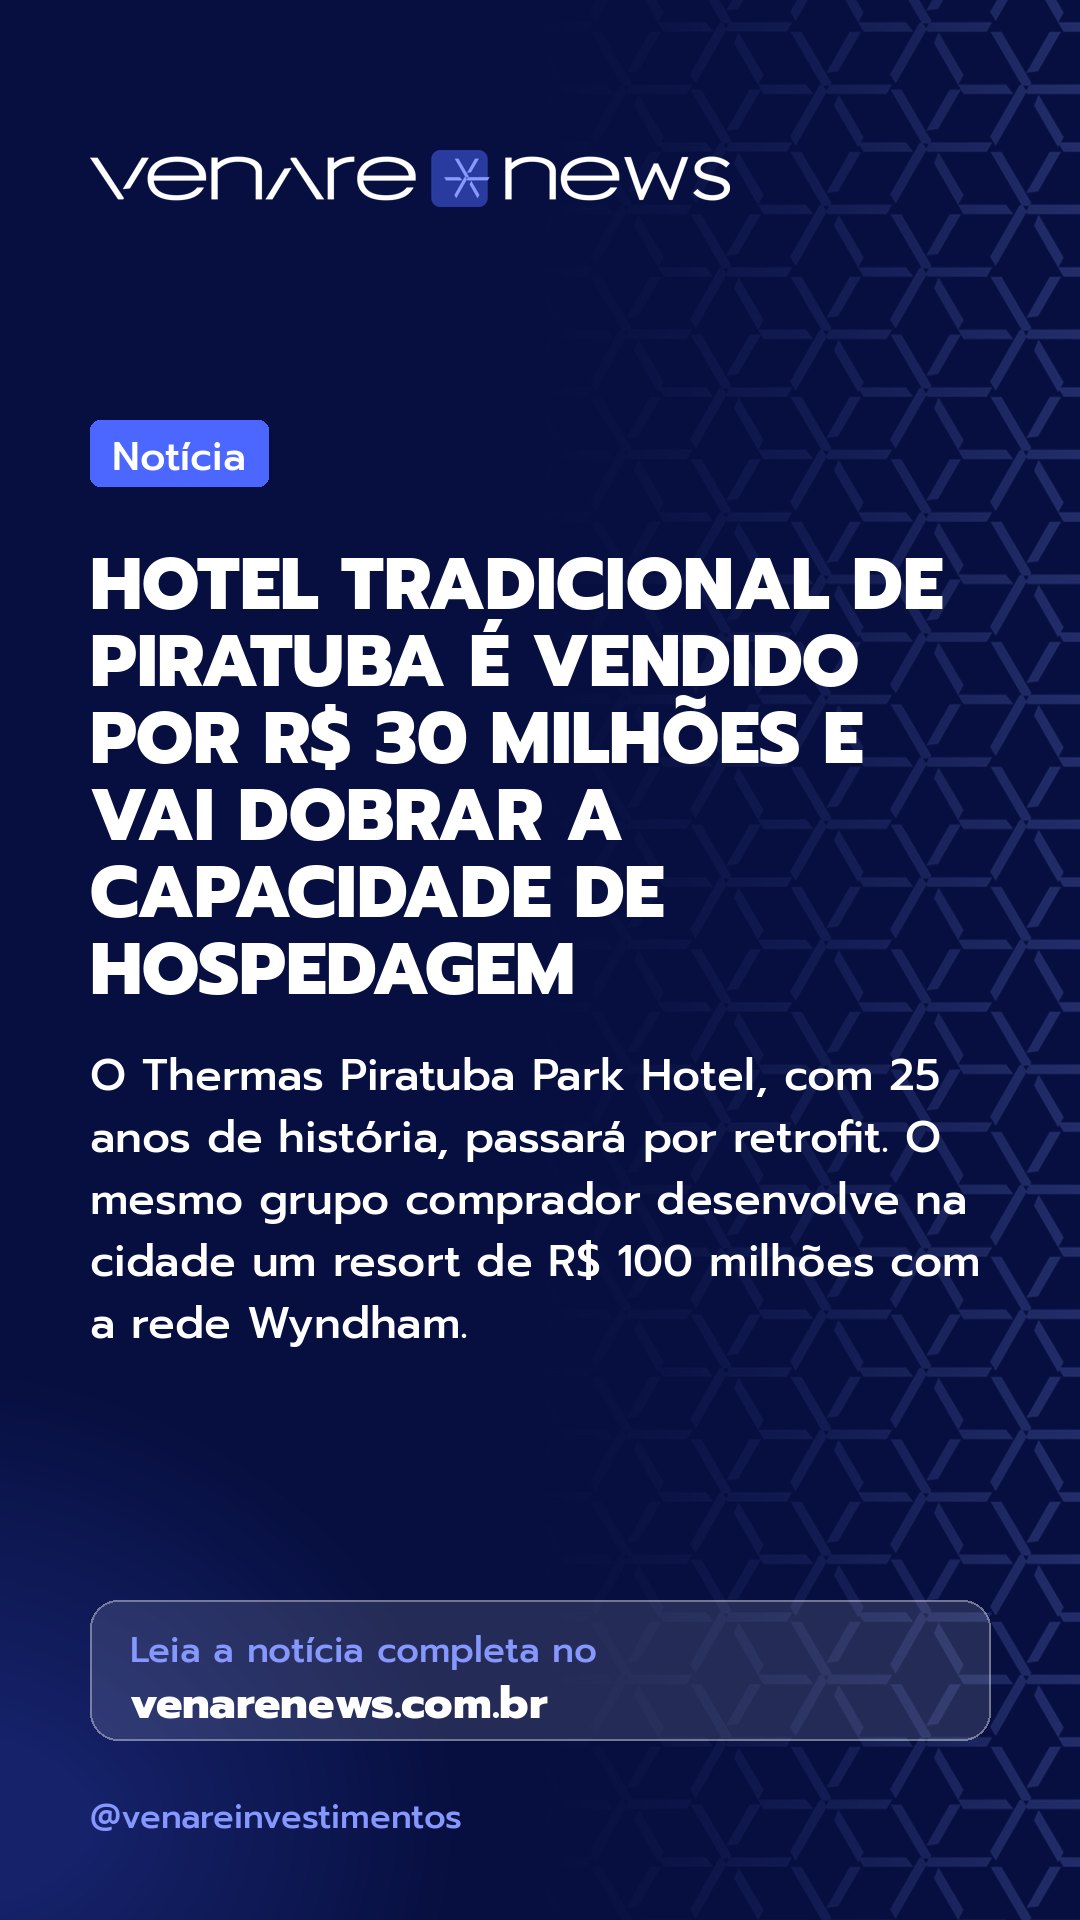 venare news
Notícia
HOTEL TRADICIONAL DE
PIRATUBA É VENDIDO
POR R$ 30 MILHÕES E
VAI DOBRAR A
CAPACIDADE DE
HOSPEDAGEM
O Thermas Piratuba Park Hotel, com 25
anos de história, passará por retrofit. O
mesmo grupo comprador desenvolve na
cidade um resort de R$ 100 milhões com
a rede Wyndham.
Leia a notícia completa no
venarenews.com.br
@venareinvestimentos